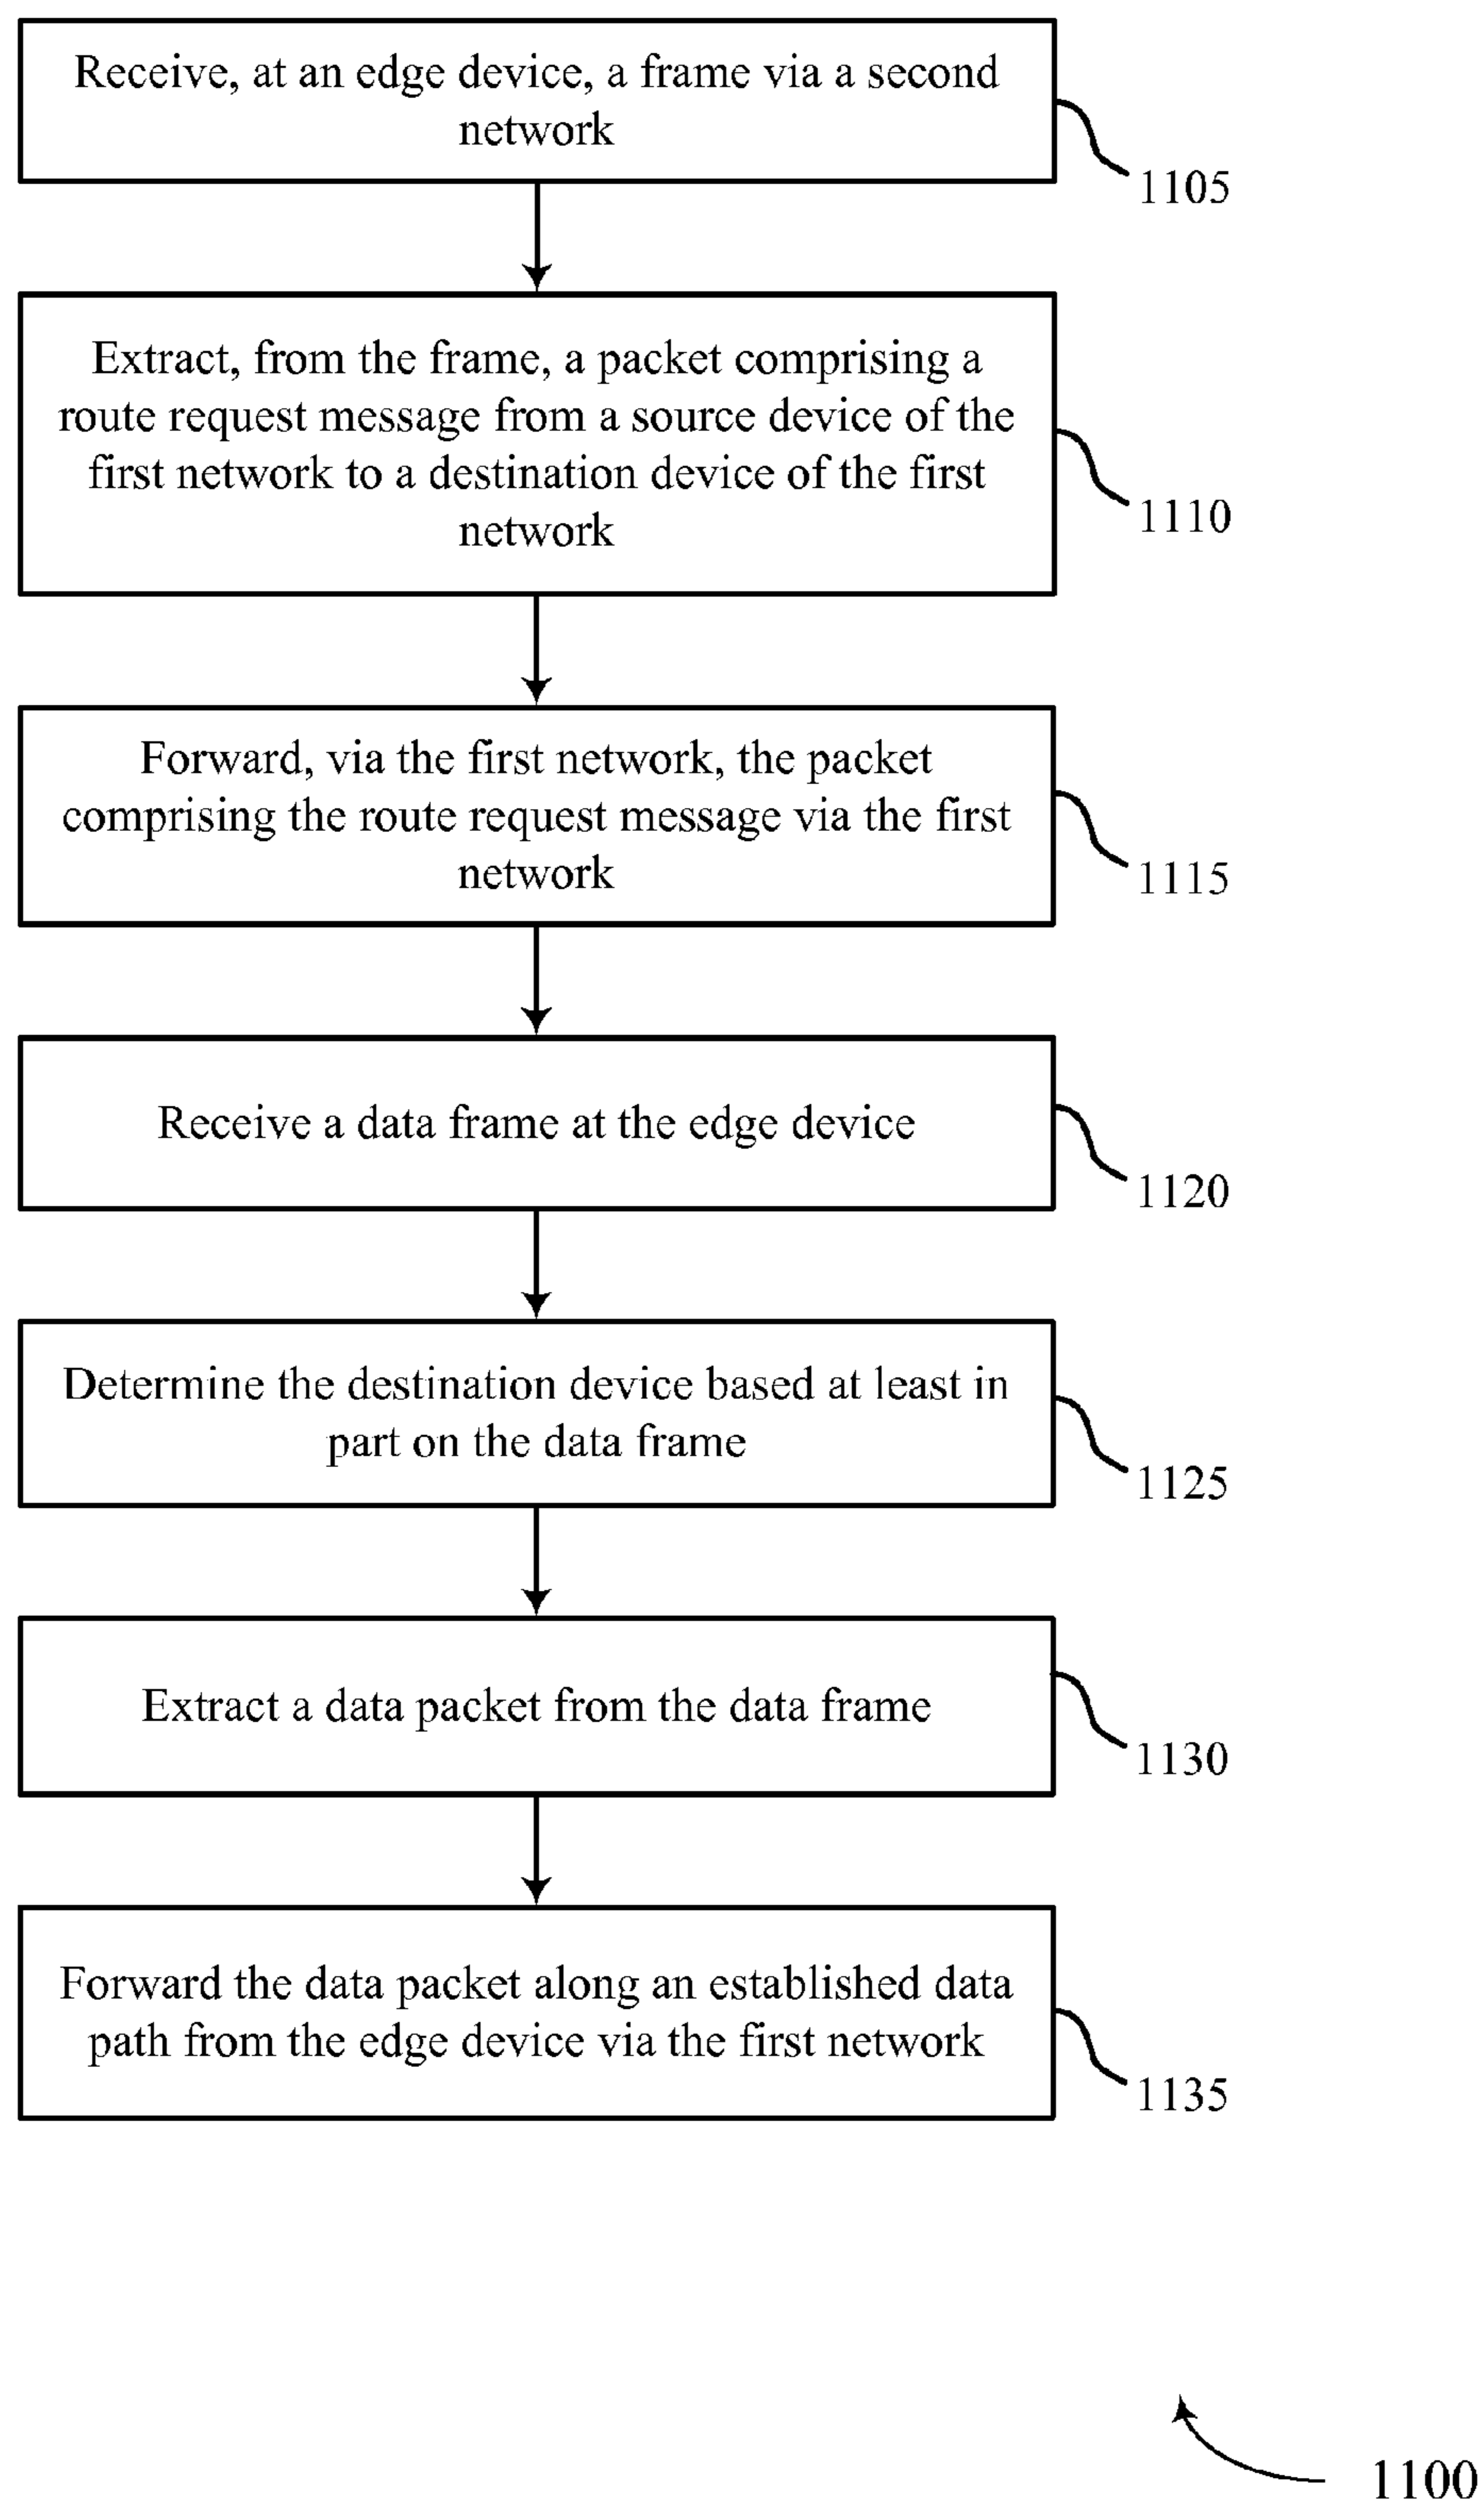 Receive, at an edge device, a frame via a second
network
1105
Extract, from the frame, a packet comprising a
route request message from a source device of the
first network to a destination device of the first
network
1110
Forward, via the first network, the packet
comprising the route request message via the first
network
1115
Receive a data frame at the edge device
1120
Determine the destination device based at least in
part on the data frame
1125
Extract a data packet from the data frame
1130
Forward the data packet along an established data
path from the edge device via the first network
1135
1100